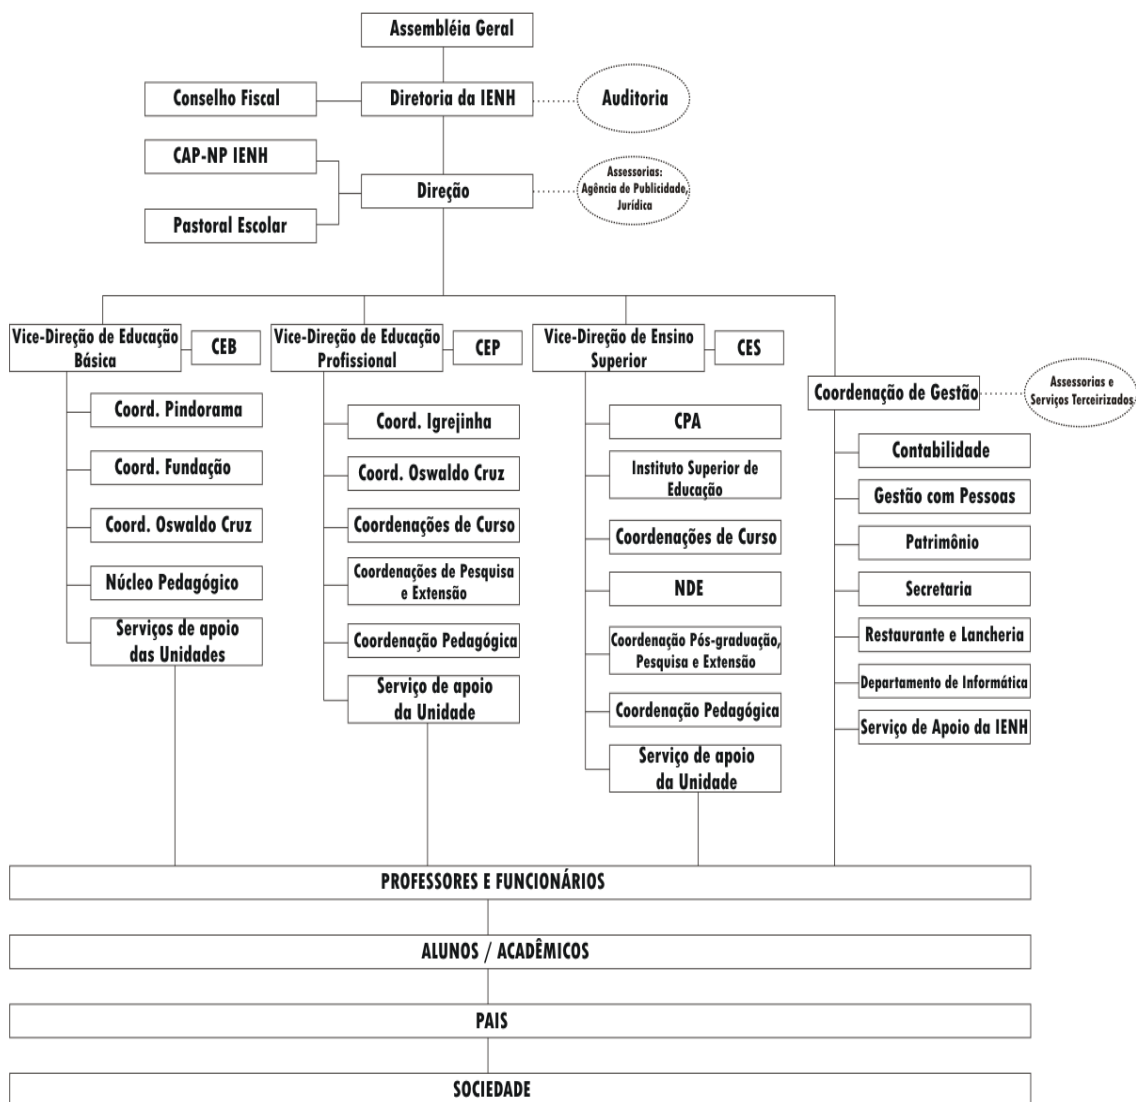 Assembléia Geral
Conselho Fiscal
Diretoria da IENH
Auditoria
CAP-NP IENH
Direção
Assessorias:
Agência de Publicidade,
Jurídica
Pastoral Escolar
Vice-Direção de Educação
Básica
CEB
Vice-Direção de Educação
Profissional
CEP
Vice-Direção de Ensino
Superior
CES
Coordenação de Gestão
Assessorias e
Serviços Terceirizados
Coord. Pindorama
Coord. Fundação
Coord. Oswaldo Cruz
Núcleo Pedagógico
Serviços de apoio
das Unidades
Coord. Igrejinha
Coord. Oswaldo Cruz
Coordenações de Curso
Coordenações de Pesquisa
e Extensão
Coordenação Pedagógica
Serviço de apoio
da Unidade
CPA
Instituto Superior de
Educação
Coordenações de Curso
NDE
Coordenação Pós-graduação,
Pesquisa e Extensão
Coordenação Pedagógica
Serviço de apoio
da Unidade
Contabilidade
Gestão com Pessoas
Patrimônio
Secretaria
Restaurante e Lancheria
Departamento de Informática
Serviço de Apoio da IENH
PROFESSORES E FUNCIONÁRIOS
ALUNOS / ACADÊMICOS
PAIS
SOCIEDADE